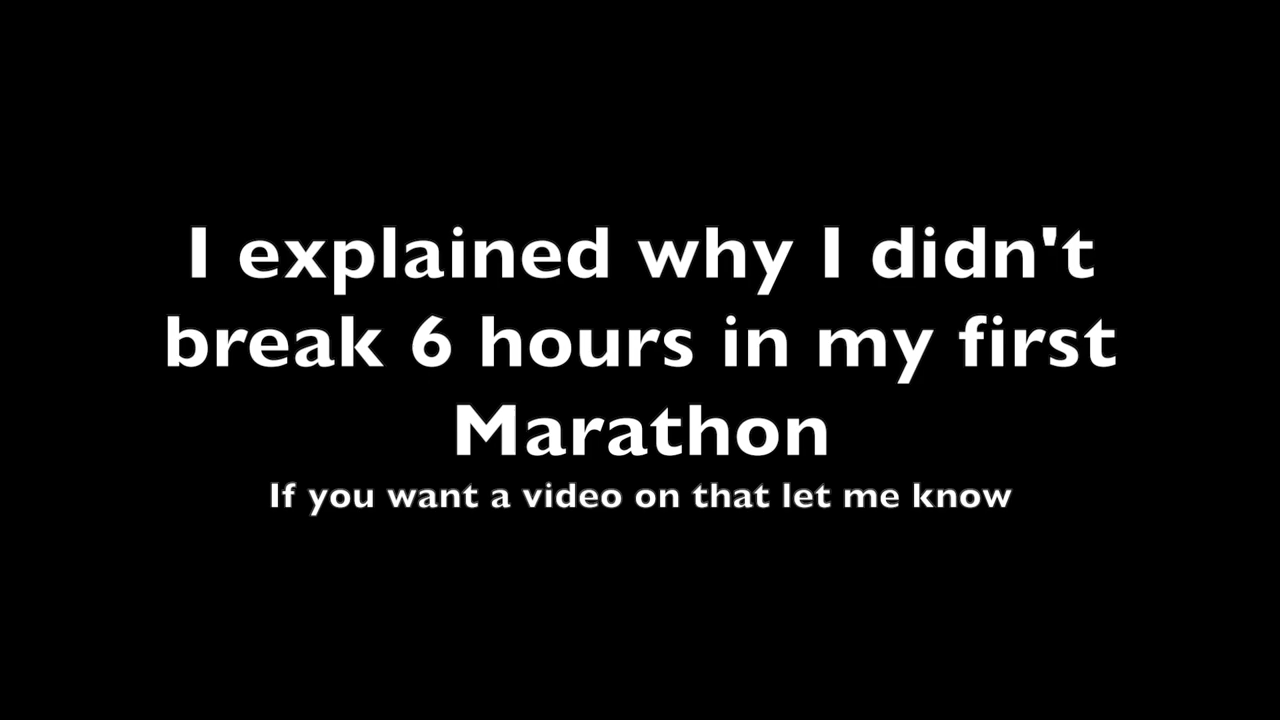 I explained why I didn't
break 6 hours in my first
Marathon
If you want a video on that let me know